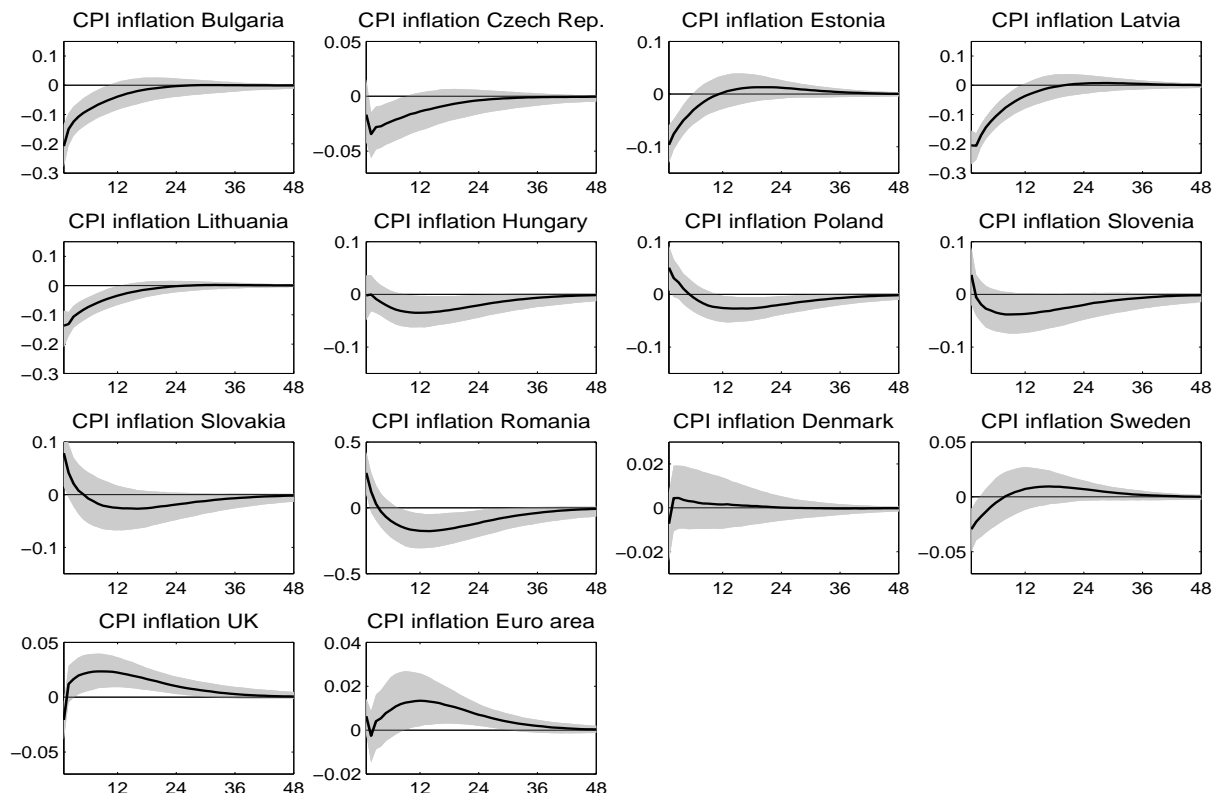 CPI inflation Bulgaria CPI inflation Czech Rep. CPI inflation Estonia CPI inflation Latvia
0.1 0.05 0.1 0.1
0 0 0 0
−0.1 −0.05 −0.1 −0.1
−0.2 −0.2
−0.3 −0.3
12 24 36 48 12 24 36 48 12 24 36 48 12 24 36 48
CPI inflation Lithuania CPI inflation Hungary CPI inflation Poland CPI inflation Slovenia
0.1 0.1 0.1 0.1
0 0 0 0
−0.1 −0.1 −0.1 −0.1
−0.2
−0.3
12 24 36 48 12 24 36 48 12 24 36 48 12 24 36 48
CPI inflation Slovakia CPI inflation Romania CPI inflation Denmark CPI inflation Sweden
0.1 0.5 0.02 0.05
0 0 0 0
−0.1 −0.5 −0.02 −0.05
12 24 36 48 12 24 36 48 12 24 36 48 12 24 36 48
CPI inflation UK CPI inflation Euro area
0.05 0.04
0 0.02
−0.05 0
−0.02
12 24 36 48 12 24 36 48